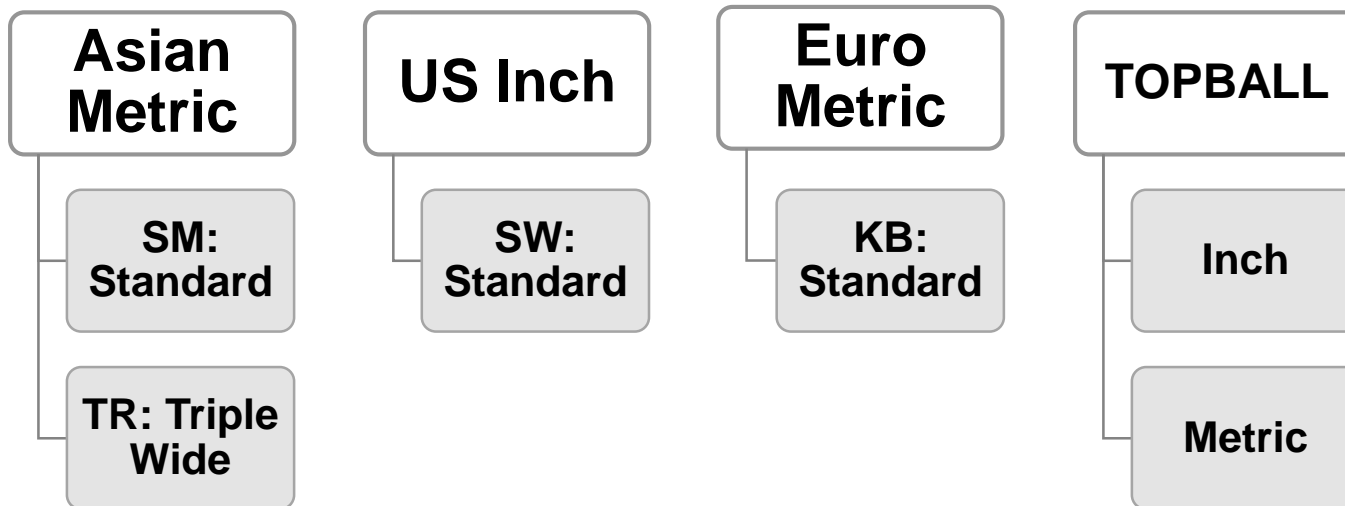 Asian
Metric
SM:
Standard
TR: Triple
Wide
US Inch
SW:
Standard
Euro
Metric
KB:
Standard
TOPBALL
Inch
Metric